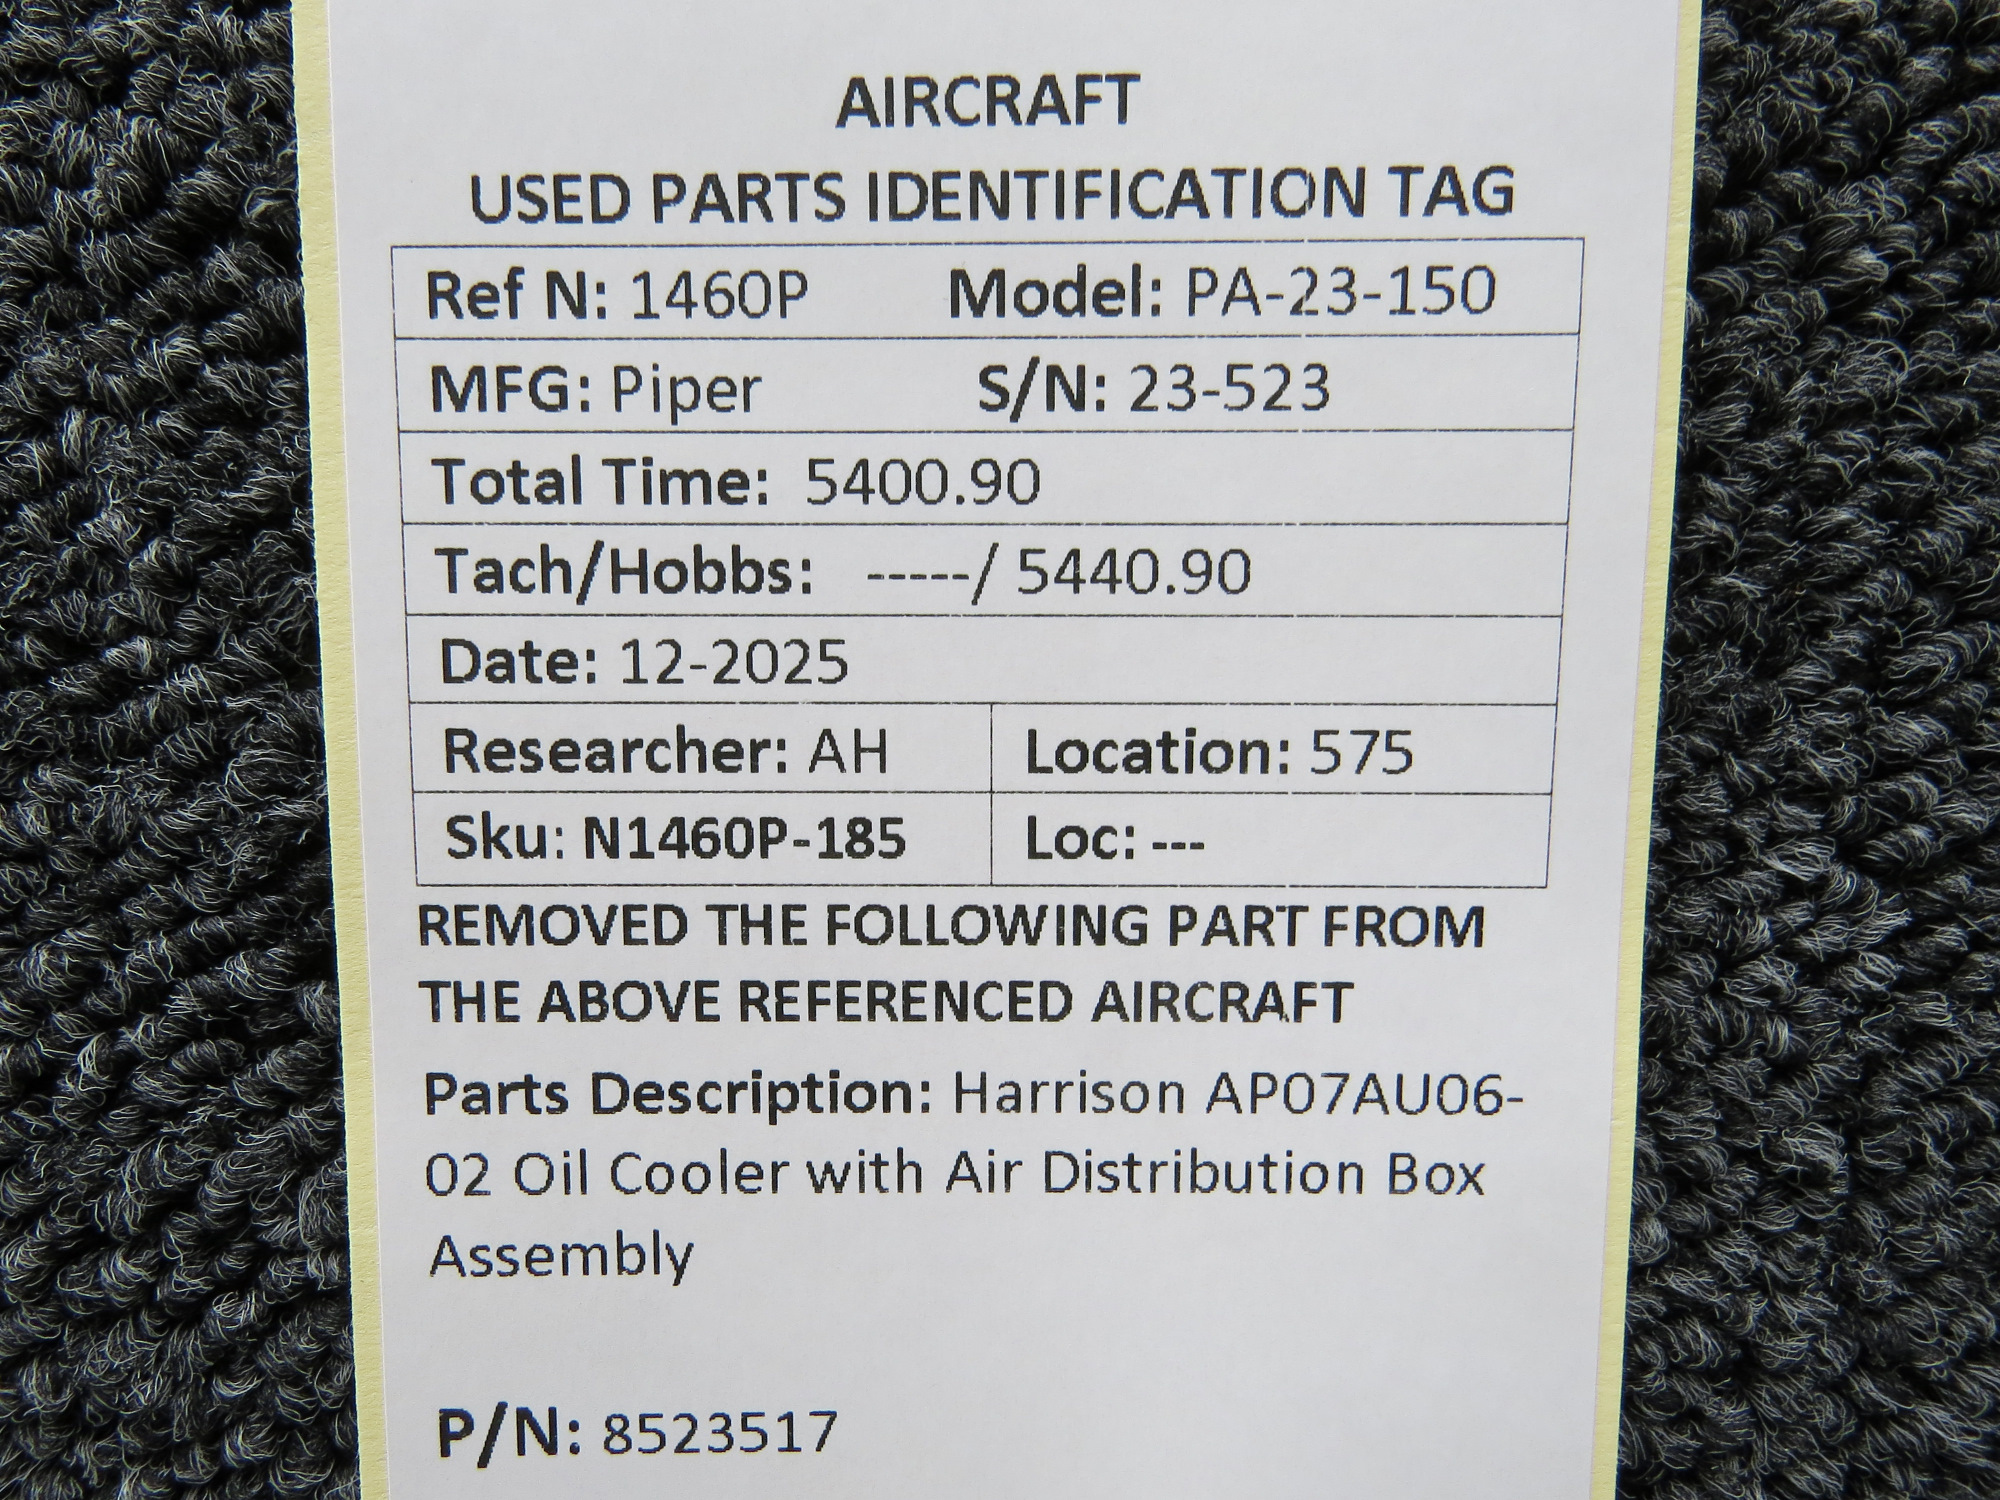 AIRCRAFT
USED PARTS IDENTIFICATION TAG
Ref N: 1460P Model: PA-23-150
MFG: Piper S/N: 23-523
Total Time: 5400.90
Tach/Hobbs: -----/ 5440.90
Date: 12-2025
Researcher: AH Location: 575
Sku: N1460P-185 Loc: ---
REMOVED THE FOLLOWING PART FROM
THE ABOVE REFERENCED AIRCRAFT
Parts Description: Harrison AP07AU06-
02 Oil Cooler with Air Distribution Box
Assembly
P/N: 8523517